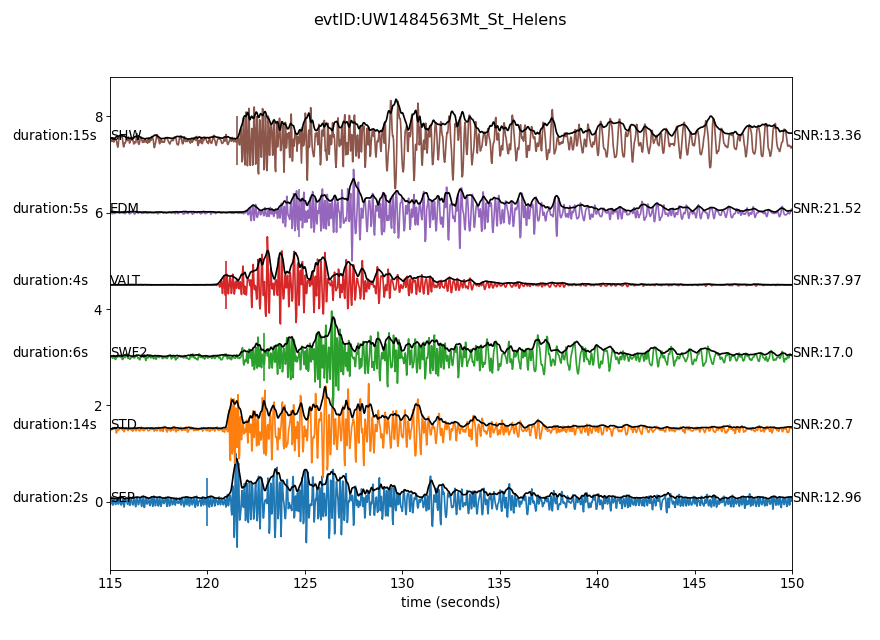 evtID:UW1484563Mt_St_Helens
8
duration:15s SHW SNR:13.36
duration:5s EDM SNR:21.52
6
duration:4s VALT SNR:37.97
4
duration:6s SWF2 SNR:17.0
2
duration:14s STD SNR:20.7
duration:2s SEP SNR:12.96
0
115 120 125 130 135 140 145 150
time (seconds)